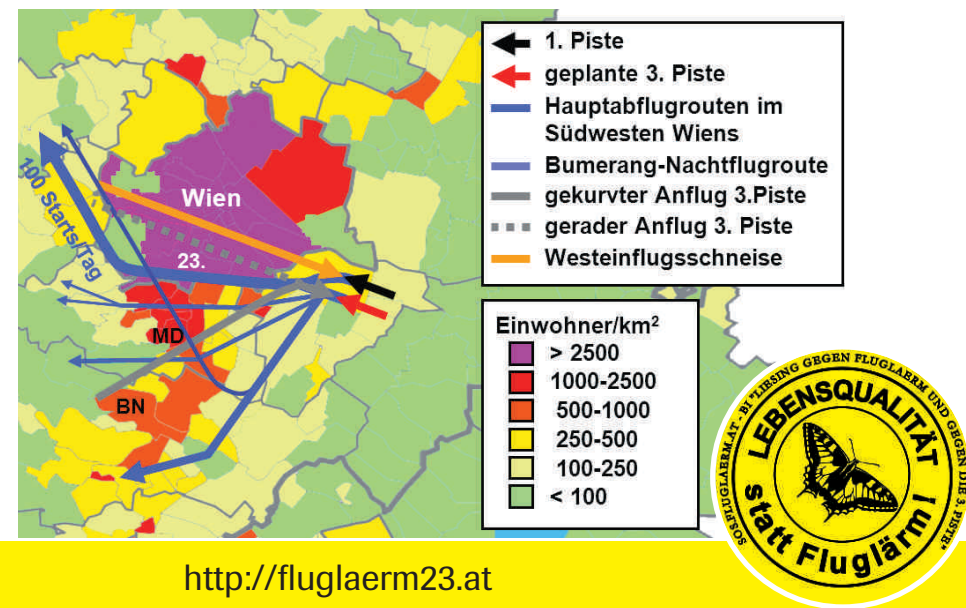 1. Piste
geplante 3. Piste
Hauptabflugrouten im
Südwesten Wiens
Bumerang-Nachtflugroute
gekurvter Anflug 3.Piste
gerader Anflug 3. Piste
Westeinflugsschneise
100 Starts/Tag
Wien
23.
MD
BN
Einwohner/km²
> 2500
1000-2500
500-1000
250-500
100-250
< 100
SOS.FLUGLAERM.AT - BI "LIESING GEGEN FLUGLAERM UND GEGEN DIE 3. PISTE"
LEBENSQUALITÄT
statt Fluglärm!
http://fluglaerm23.at